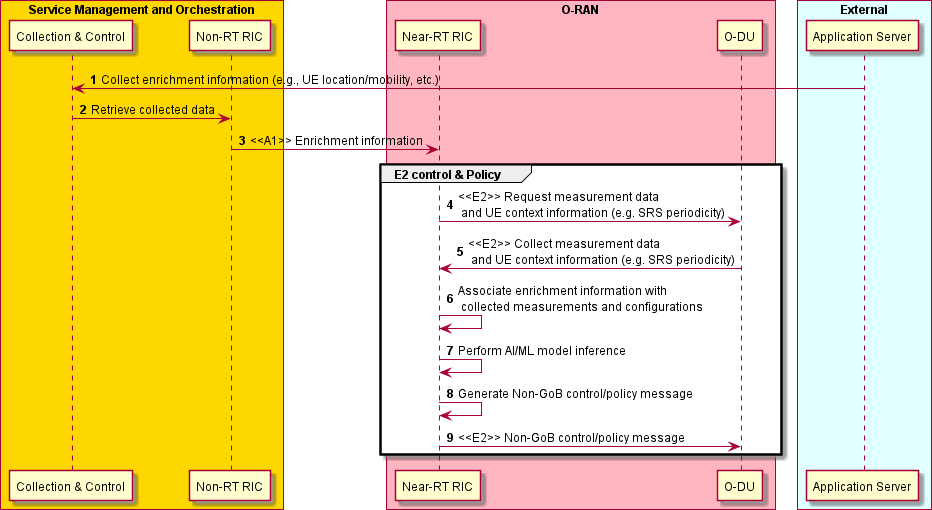 Service Management and Orchestration
O-RAN
External
Collection & Control
Non-RT RIC
Near-RT RIC
O-DU
Application Server
1 Collect enrichment information (e.g., UE location/mobility, etc.)
2 Retrieve collected data
3 <<A1>> Enrichment information
E2 control & Policy
4 <<E2>> Request measurement data
and UE context information (e.g. SRS periodicity)
5 <<E2>> Collect measurement data
and UE context information (e.g. SRS periodicity)
6 Associate enrichment information with
collected measurements and configurations
7 Perform AI/ML model inference
8 Generate Non-GoB control/policy message
9 <<E2>> Non-GoB control/policy message
Collection & Control
Non-RT RIC
Near-RT RIC
O-DU
Application Server